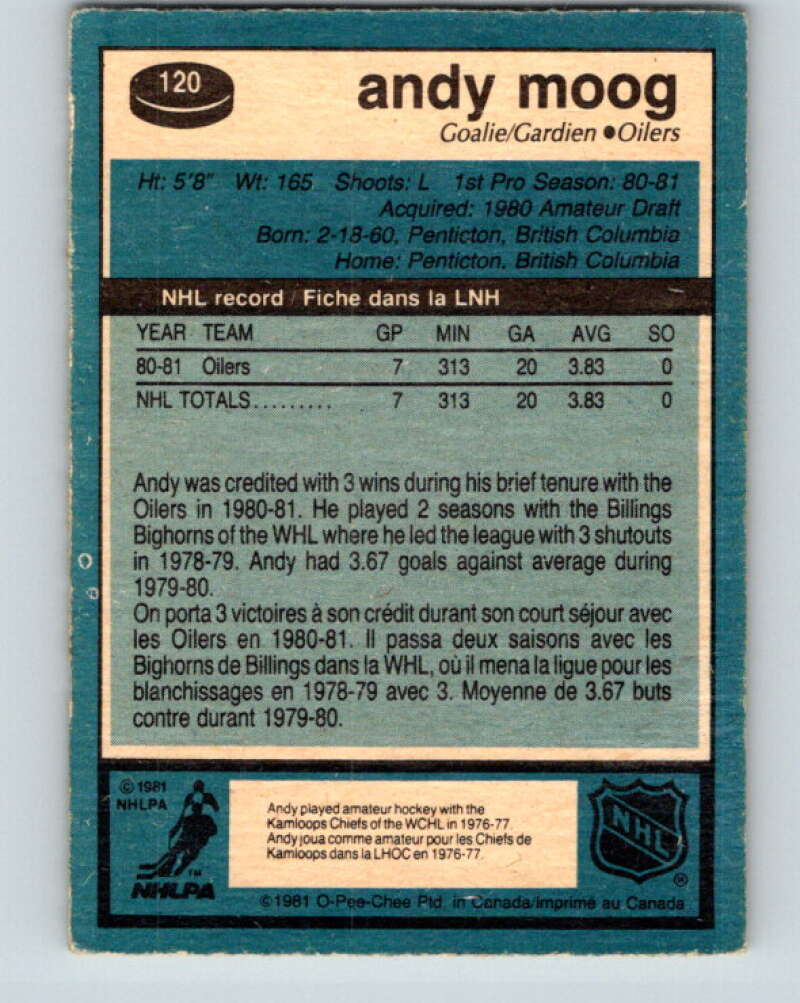 120
andy moog
Goalie/Gardien ●Oilers
Ht: 5'8" Wt: 165 Shoots: L 1st Pro Season: 80-81
Acquired: 1980 Amateur Draft
Born: 2-18-60, Penticton, British Columbia
Home: Penticton, British Columbia
NHL record / Fiche dans la LNH
YEAR TEAM GP MIN GA AVG SO
80-81 Oilers 7 313 20 3.83 0
NHL TOTALS......... 7 313 20 3.83 0
Andy was credited with 3 wins during his brief tenure with the
Oilers in 1980-81. He played 2 seasons with the Billings
Bighorns of the WHL where he led the league with 3 shutouts
in 1978-79. Andy had 3.67 goals against average during
1979-80.
On porta 3 victoires à son crédit durant son court séjour avec
les Oilers en 1980-81. Il passa deux saisons avec les
Bighorns de Billings dans la WHL, où il mena la ligue pour les
blanchissages en 1978-79 avec 3. Moyenne de 3.67 buts
contre durant 1979-80.
© 1981
NHLPA
TM
NHLPA
Andy played amateur hockey with the
Kamloops Chiefs of the WCHL in 1976-77.
Andy joua comme amateur pour les Chiefs de
Kamloops dans la LHOC en 1976-77.
NHL
©1981 O-Pee-Chee Ptd. in Canada/imprimé au Canada